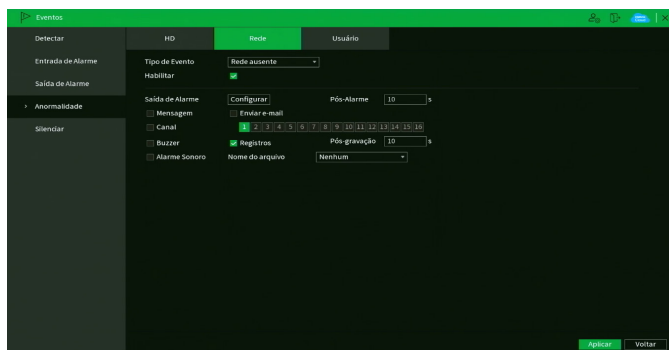 Eventos
Detectar
Entrada de Alarme
Saída de Alarme
Anormalidade
Silenciar
HD Rede Usuário
Tipo de Evento Rede ausente
Habilitar
Saída de Alarme Configurar Pós-Alarme 10 s
Mensagem Enviar e-mail
Canal 1 2 3 4 5 6 7 8 9 10 11 12 13 14 15 16
Buzzer Registros Pós-gravação 10 s
Alarme Sonoro Nome do arquivo Nenhum
Aplicar Voltar